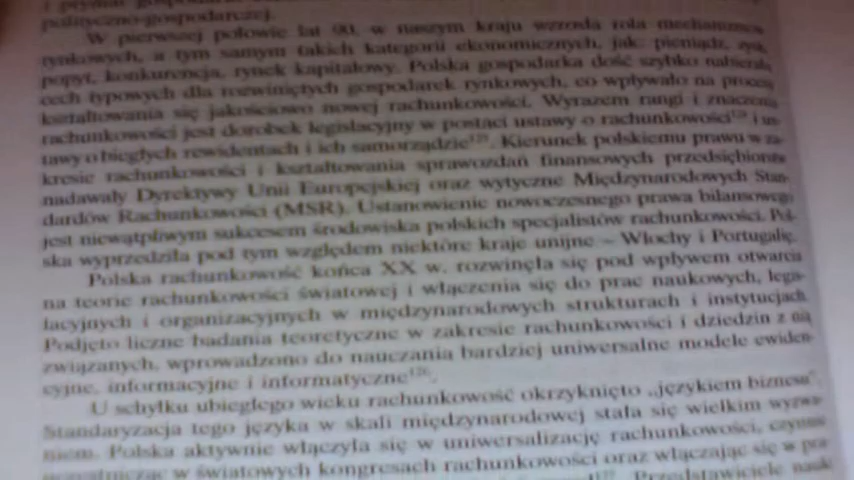 polityczno-gospodarczej.
W pierwszej połowie lat 90. w naszym kraju wzrosła rola mechanizmów
rynkowych, a tym samym takich kategorii ekonomicznych, jak: pieniądz, zysk,
popyt, konkurencja, rynek kapitałowy. Polska gospodarka dość szybko nabierała
cech typowych dla rozwiniętych gospodarek rynkowych, co wpływało na procesy
kształtowania się jakościowo nowej rachunkowości. Wyrazem rangi i znaczenia
rachunkowości jest dorobek legislacyjny w postaci ustawy o rachunkowości i us-
tawy o biegłych rewidentach i ich samorządzie. Kierunek polskiemu prawu w za-
kresie rachunkowości i kształtowania sprawozdań finansowych przedsiębiorstw
nadawały Dyrektywy Unii Europejskiej oraz wytyczne Międzynarodowych Stan-
dardów Rachunkowości (MSR). Ustanowienie nowoczesnego prawa bilansowego
jest niewątpliwym sukcesem środowiska polskich specjalistów rachunkowości. Pol-
ska wyprzedziła pod tym względem niektóre kraje unijne – Włochy i Portugalię.
Polska rachunkowość końca XX w. rozwinęła się pod wpływem otwarcia
na teorie rachunkowości światowej i włączenia się do prac naukowych, legis-
lacyjnych i organizacyjnych w międzynarodowych strukturach i instytucjach.
Podjęto liczne badania teoretyczne w zakresie rachunkowości i dziedzin z nią
związanych, wprowadzono do nauczania bardziej uniwersalne modele ewiden-
cyjne, informacyjne i informatyczne¹²⁶.
U schyłku ubiegłego wieku rachunkowość okrzyknięto „językiem biznesu”.
Standaryzacja tego języka w skali międzynarodowej stała się wielkim wyzwa-
niem. Polska aktywnie włączyła się w uniwersalizację rachunkowości, czynnie
w światowych kongresach rachunkowości oraz włączając się w
Przedstawiciele